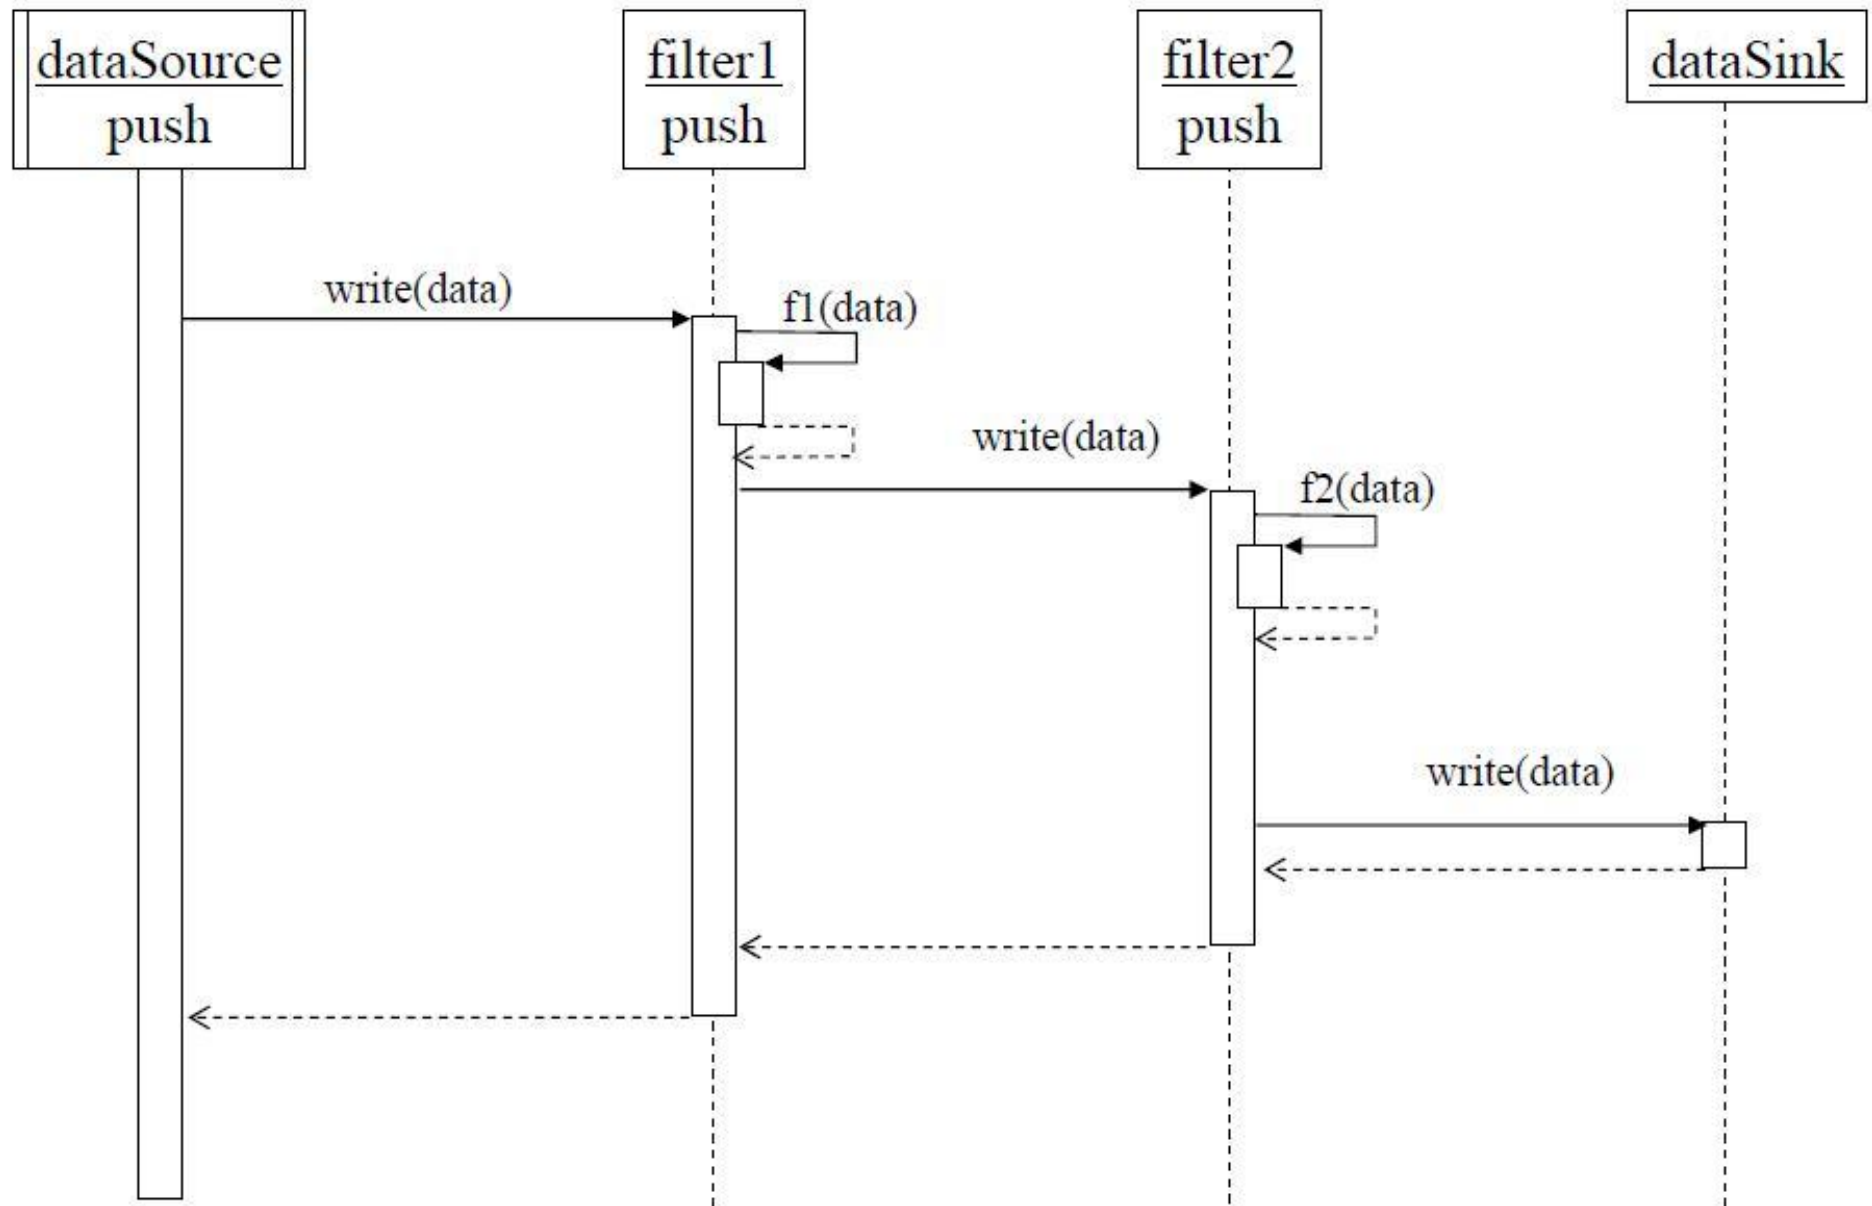 dataSource
push
filter1
push
filter2
push
dataSink
write(data)
f1(data)
write(data)
f2(data)
write(data)